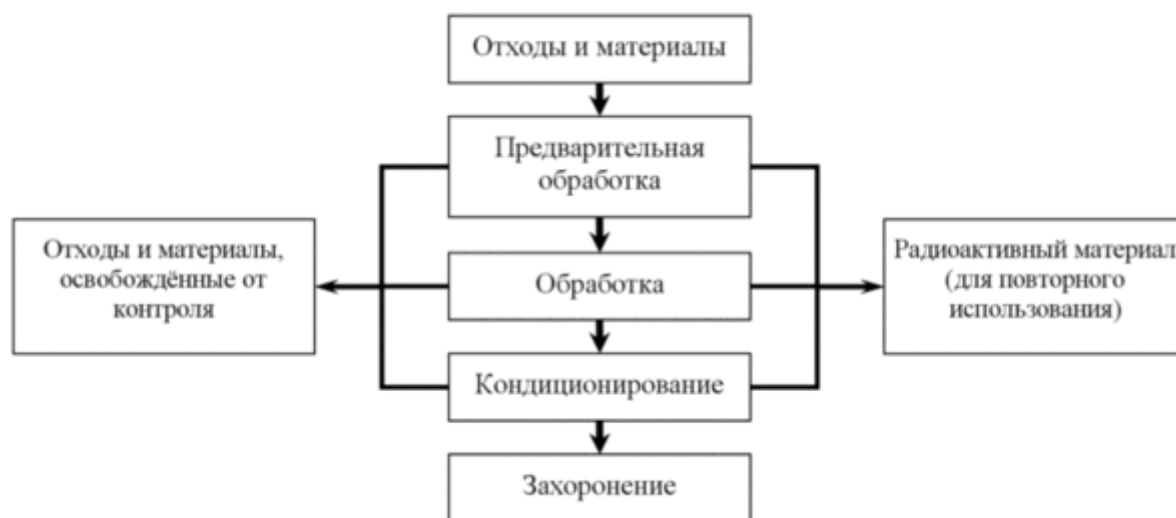 Отходы и материалы
Предварительная
обработка
Отходы и материалы,
освобождённые от
контроля
Обработка
Радиоактивный материал
(для повторного
использования)
Кондиционирование
Захоронение